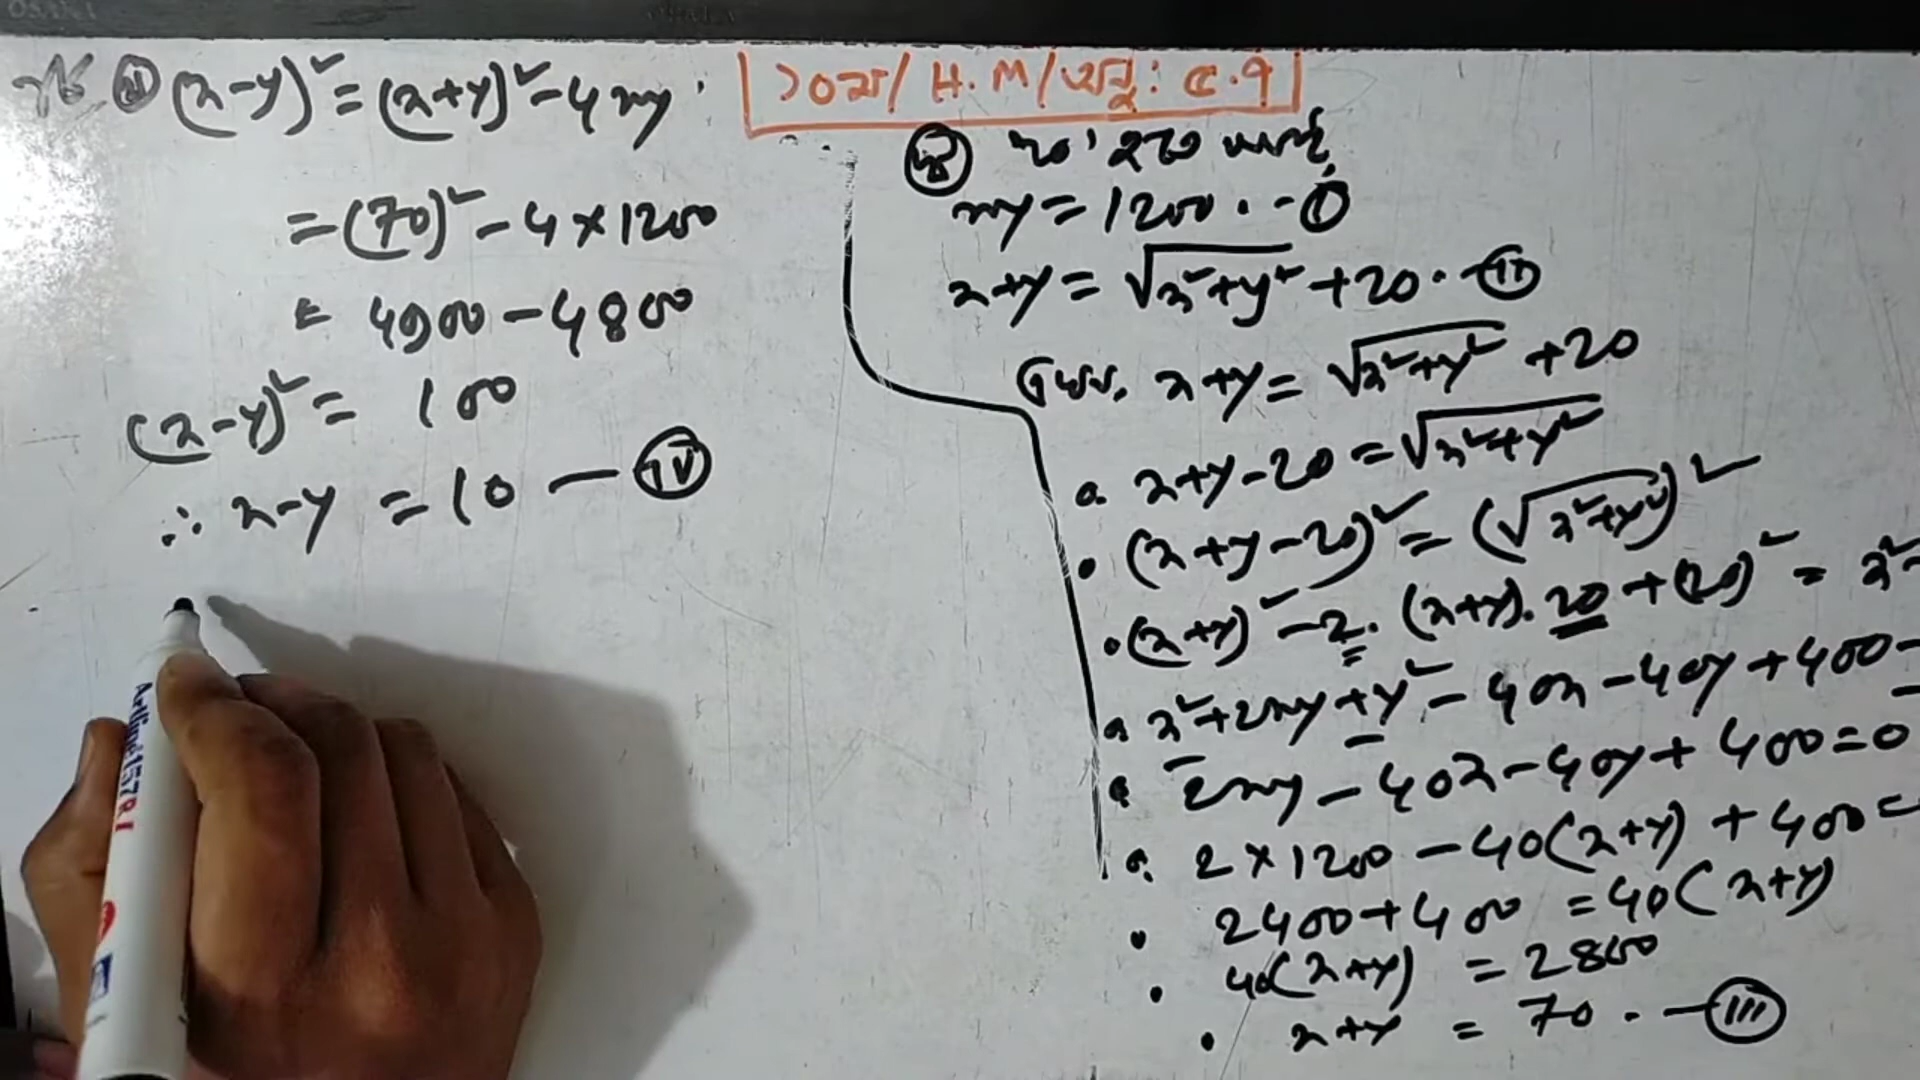 (x-y)² = (x+y)² - 4xy
= (70)² - 4 × 1200
= 4900 - 4800
(x-y)² = 100
∴ x-y = 10 — (IV)
১০ম/ H.M/অনু: ৫.৭
xy = 1200 . - (I)
x+y = √x²+y² + 20 . - (II)
x+y = √x²+y² + 20
x+y-20 = √x²+y²
(x+y-20)² = (√x²+y²)²
(x+y)² - 2. (x+y). 20 + (20)² = x²
x²+2xy+y² - 40x - 40y + 400 -
2xy - 40x - 40y + 400 = 0
2 × 1200 - 40(x+y) + 400 =
2400 + 400 = 40(x+y)
40(x+y) = 2800
x+y = 70 . - (III)
Artline 157R